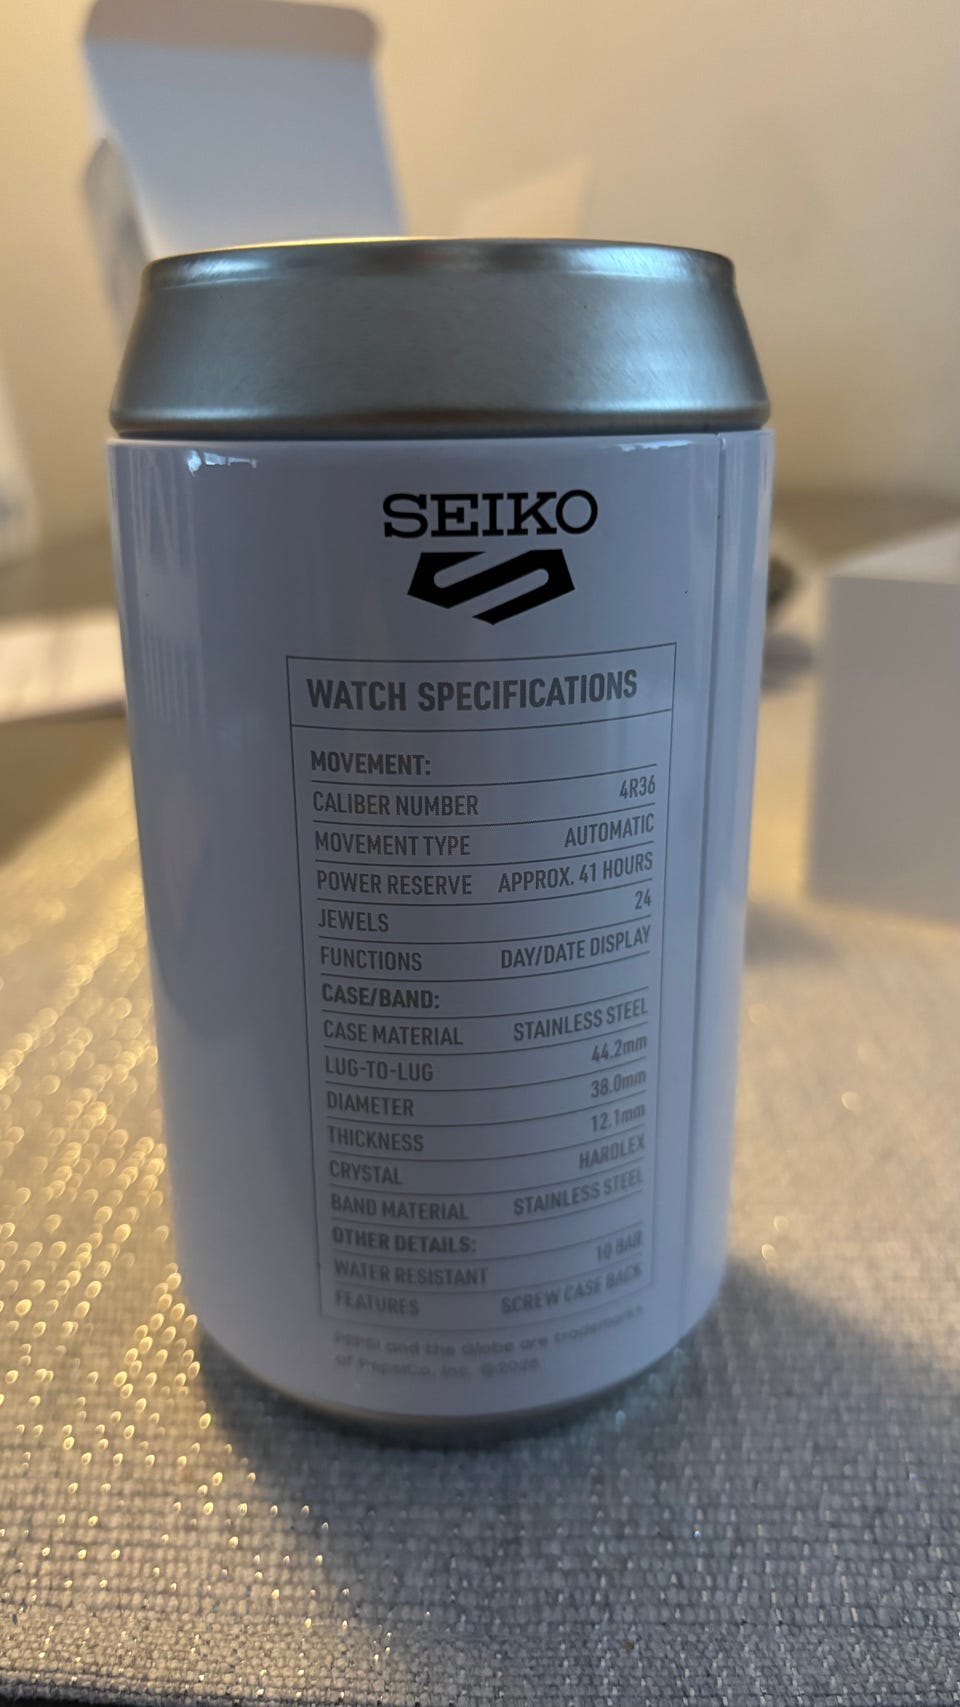 SEIKO
WATCH SPECIFICATIONS
MOVEMENT:
CALIBER NUMBER 4R36
MOVEMENT TYPE AUTOMATIC
POWER RESERVE APPROX. 41 HOURS
JEWELS 24
FUNCTIONS DAY/DATE DISPLAY
CASE/BAND:
CASE MATERIAL STAINLESS STEEL
LUG-TO-LUG 44.2mm
DIAMETER 38.0mm
THICKNESS 12.1mm
CRYSTAL HARDLEX
BAND MATERIAL STAINLESS STEEL
OTHER DETAILS:
WATER RESISTANT 10 BAR
FEATURES SCREW CASE BACK
PEPSI and the Globe are trademarks
of PepsiCo, Inc.